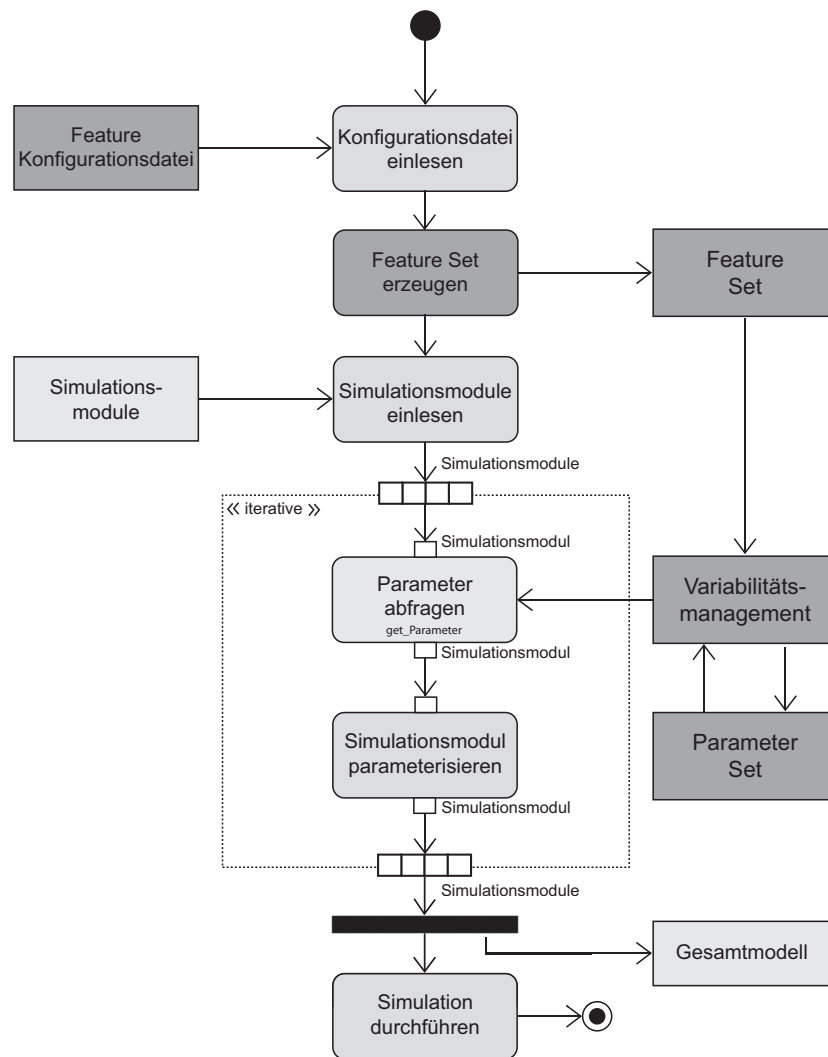 Feature
Konfigurationsdatei
Konfigurationsdatei
einlesen
Feature Set
erzeugen
Feature
Set
Simulations-
module
Simulationsmodule
einlesen
Simulationsmodule
« iterative »
Simulationsmodul
Parameter
abfragen
get_Parameter
Variabilitäts-
management
Simulationsmodul
Simulationsmodul
parameterisieren
Parameter
Set
Simulationsmodul
Simulationsmodule
Gesamtmodell
Simulation
durchführen